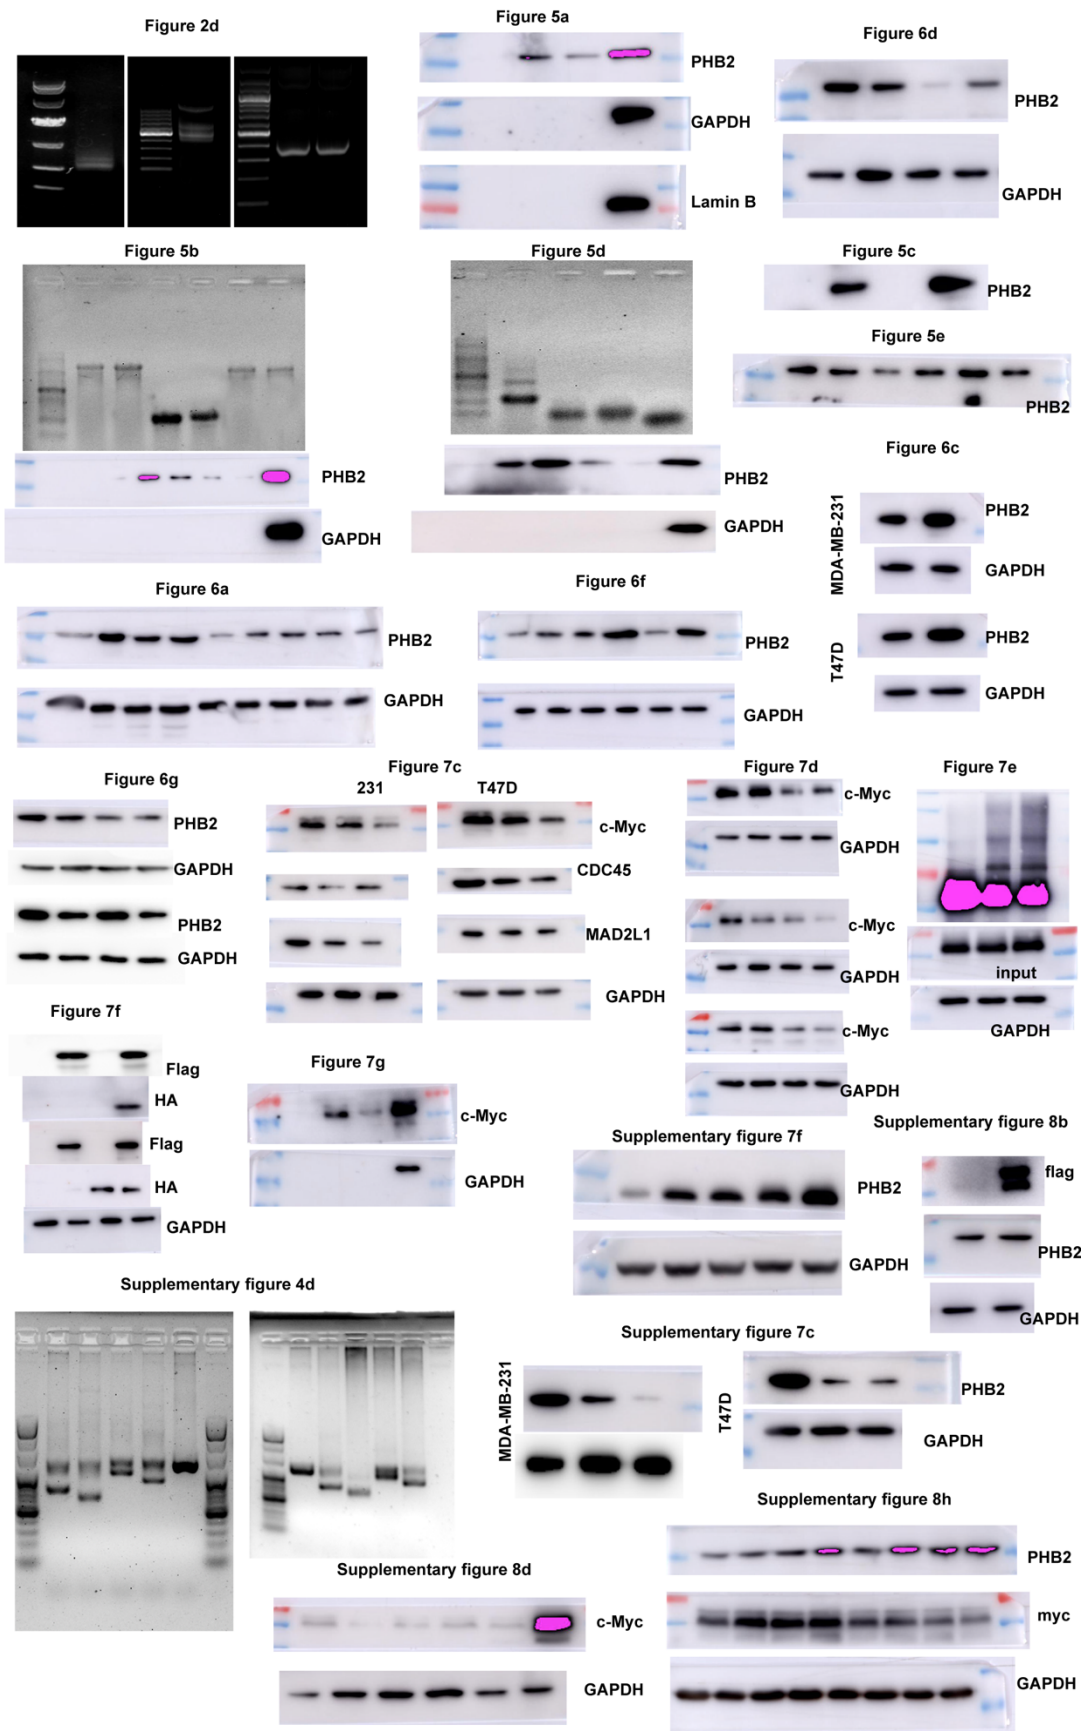 Figure 2d
Figure 5a
PHB2
GAPDH
Lamin B
Figure 6d
PHB2
GAPDH
Figure 5b
PHB2
GAPDH
Figure 5d
PHB2
GAPDH
Figure 5c
PHB2
Figure 5e
PHB2
Figure 6c
MDA-MB-231
PHB2
GAPDH
T47D
PHB2
GAPDH
Figure 6a
PHB2
GAPDH
Figure 6f
PHB2
GAPDH
Figure 6g
PHB2
GAPDH
PHB2
GAPDH
Figure 7c
231
T47D
c-Myc
CDC45
MAD2L1
GAPDH
Figure 7d
c-Myc
GAPDH
c-Myc
GAPDH
c-Myc
GAPDH
Figure 7e
input
GAPDH
Figure 7f
Flag
HA
Flag
HA
GAPDH
Figure 7g
c-Myc
GAPDH
Supplementary figure 7f
PHB2
GAPDH
Supplementary figure 8b
flag
PHB2
GAPDH
Supplementary figure 4d
Supplementary figure 7c
MDA-MB-231
T47D
PHB2
GAPDH
Supplementary figure 8d
c-Myc
GAPDH
Supplementary figure 8h
PHB2
myc
GAPDH